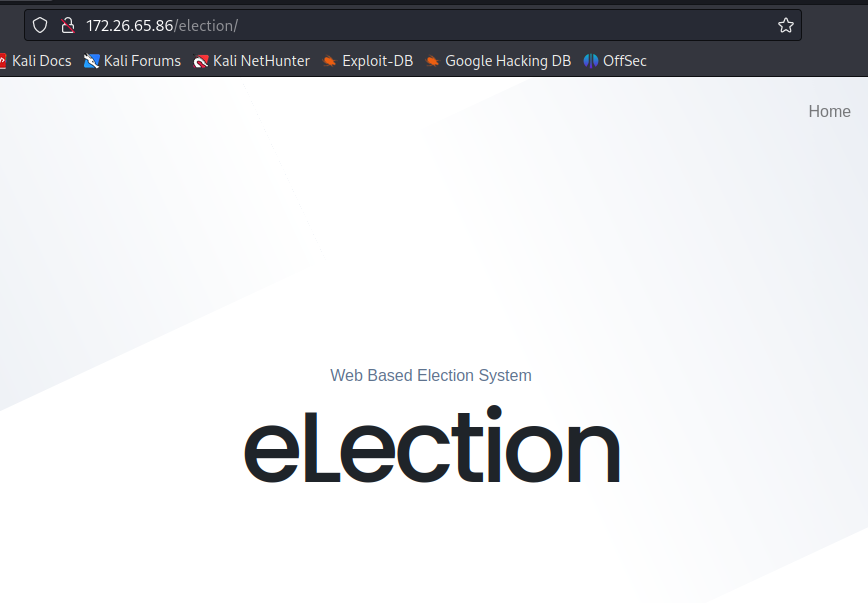 172.26.65.86/election/
Kali Docs Kali Forums Kali NetHunter Exploit-DB Google Hacking DB OffSec
Home
Web Based Election System
eLection